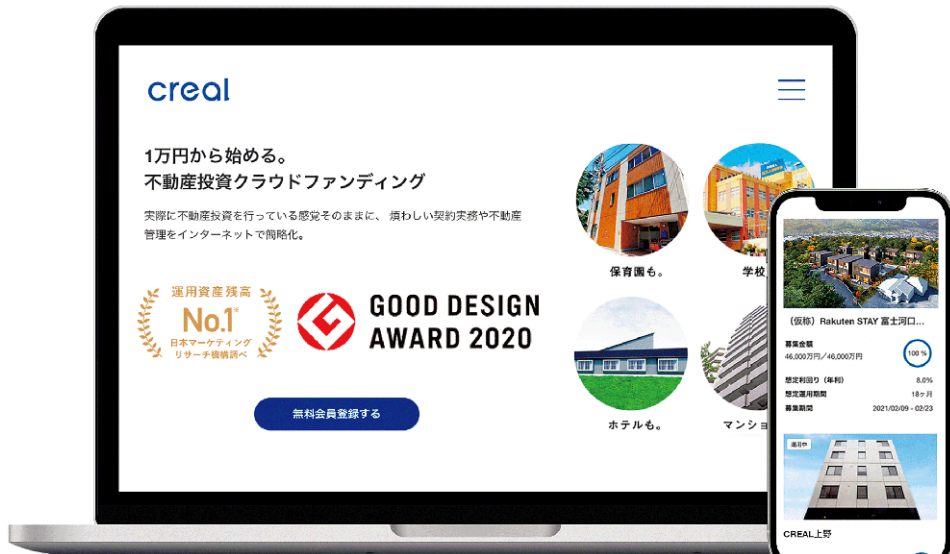 creal
1万円から始める。
不動産投資クラウドファンディング
実際に不動産投資を行っている感覚そのままに、 煩わしい契約実務や不動産
管理をインターネットで簡略化。
運用資産残高
No.1※
日本マーケティング
リサーチ機構調べ
GOOD DESIGN
AWARD 2020
無料会員登録する
保育園も。
学校
ホテルも。
マンショ
(仮称)Rakuten STAY 富士河口...
募集金額
46,000万円/46,000万円
100 %
想定利回り(年利) 8.0%
想定運用期間 18ヶ月
募集期間 2021/02/09 - 02/23
運用中
CREAL上野